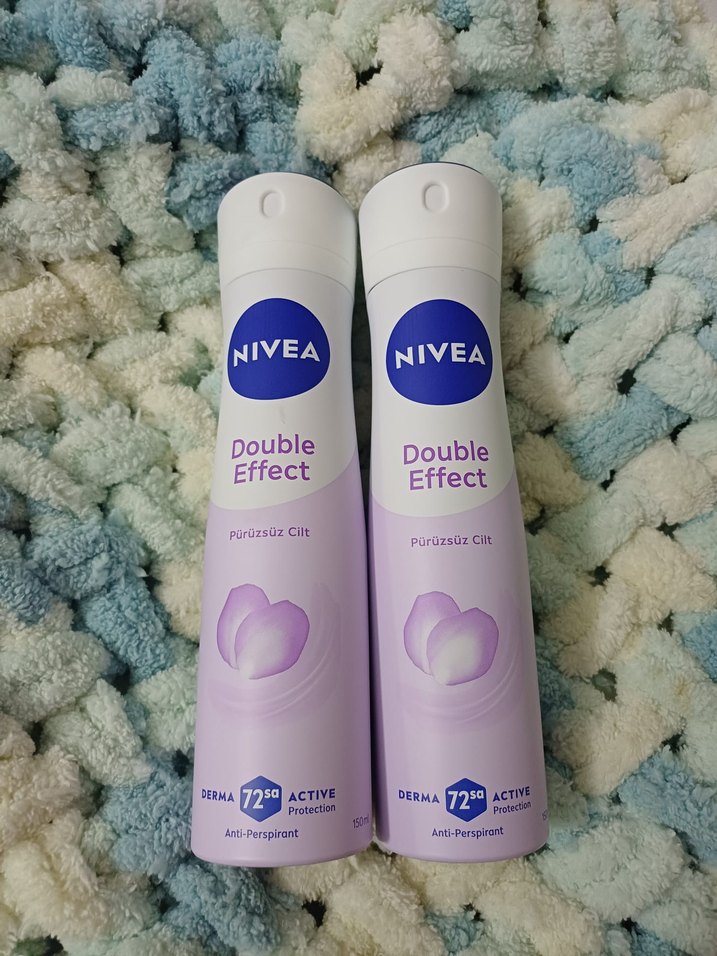 NIVEA
Double
Effect
Pürüzsüz Cilt
DERMA 72sa ACTIVE
Protection
150ml
Anti-Perspirant
NIVEA
Double
Effect
Pürüzsüz Cilt
DERMA 72sa ACTIVE
Protection
Anti-Perspirant